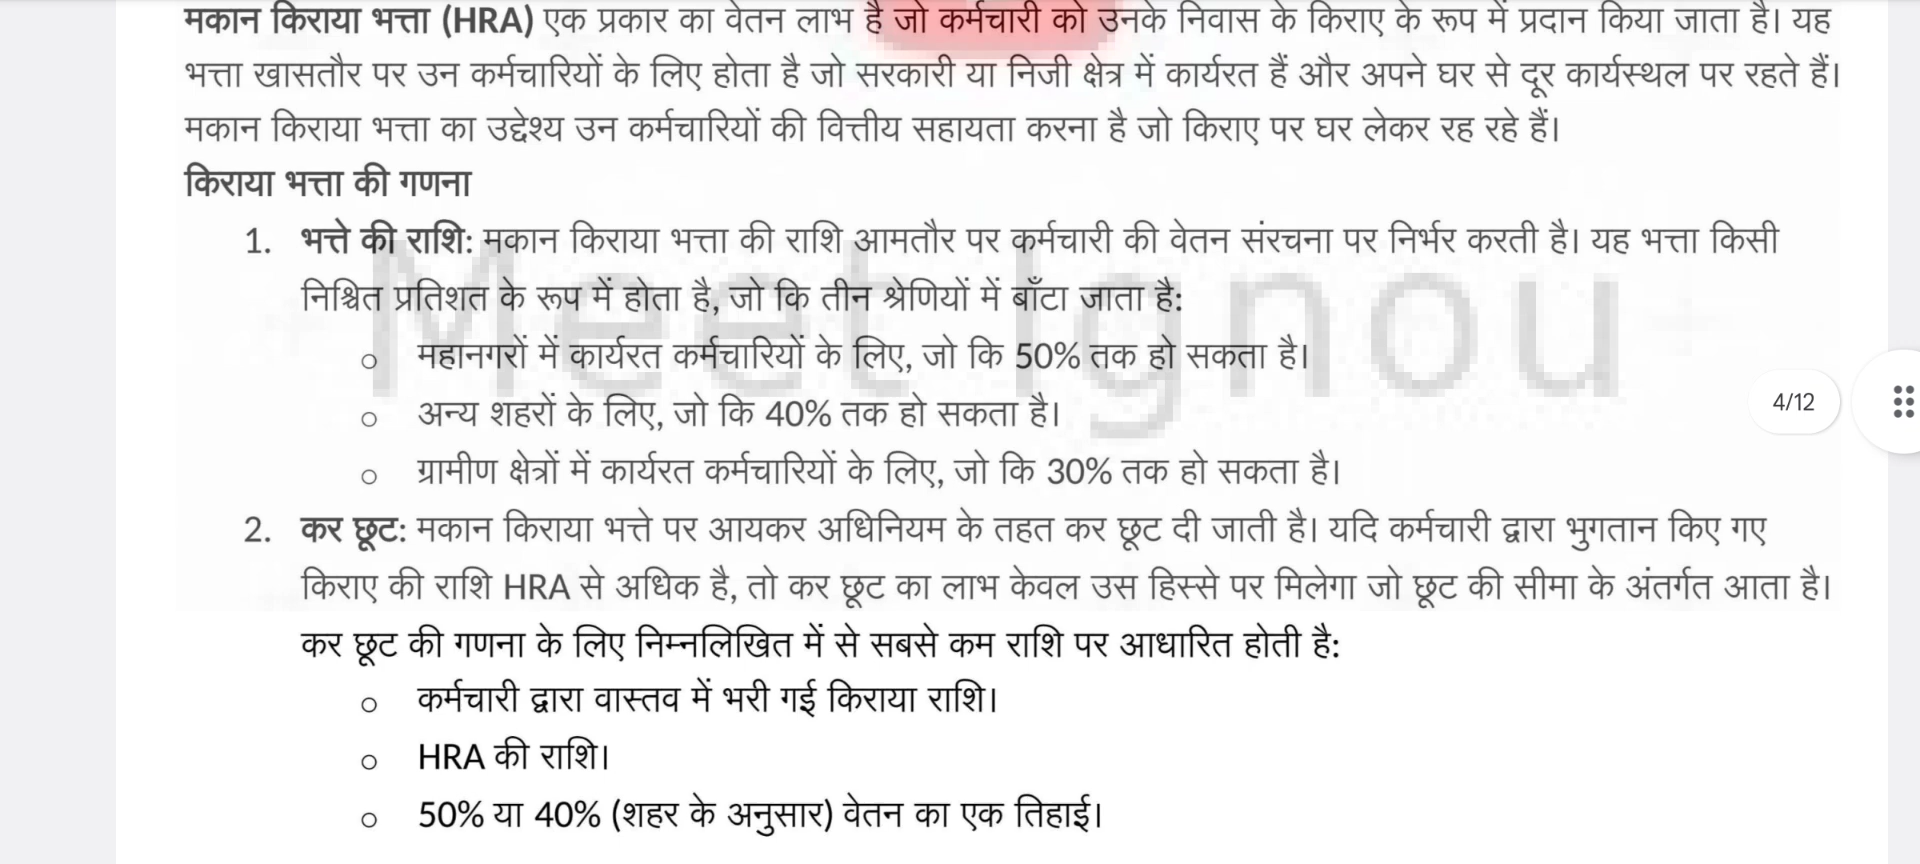 मकान किराया भत्ता (HRA) एक प्रकार का वेतन लाभ है जो कर्मचारी को उनके निवास के किराए के रूप में प्रदान किया जाता है। यह
भत्ता खासतौर पर उन कर्मचारियों के लिए होता है जो सरकारी या निजी क्षेत्र में कार्यरत हैं और अपने घर से दूर कार्यस्थल पर रहते हैं।
मकान किराया भत्ता का उद्देश्य उन कर्मचारियों की वित्तीय सहायता करना है जो किराए पर घर लेकर रह रहे हैं।
किराया भत्ता की गणना
1. भत्ते की राशि: मकान किराया भत्ता की राशि आमतौर पर कर्मचारी की वेतन संरचना पर निर्भर करती है। यह भत्ता किसी
निश्चित प्रतिशत के रूप में होता है, जो कि तीन श्रेणियों में बाँटा जाता है:
Meet Ignou
o महानगरों में कार्यरत कर्मचारियों के लिए, जो कि 50% तक हो सकता है।
o अन्य शहरों के लिए, जो कि 40% तक हो सकता है।
4/12
o ग्रामीण क्षेत्रों में कार्यरत कर्मचारियों के लिए, जो कि 30% तक हो सकता है।
2. कर छूट: मकान किराया भत्ते पर आयकर अधिनियम के तहत कर छूट दी जाती है। यदि कर्मचारी द्वारा भुगतान किए गए
किराए की राशि HRA से अधिक है, तो कर छूट का लाभ केवल उस हिस्से पर मिलेगा जो छूट की सीमा के अंतर्गत आता है।
कर छूट की गणना के लिए निम्नलिखित में से सबसे कम राशि पर आधारित होती है:
o कर्मचारी द्वारा वास्तव में भरी गई किराया राशि।
o HRA की राशि।
o 50% या 40% (शहर के अनुसार) वेतन का एक तिहाई।